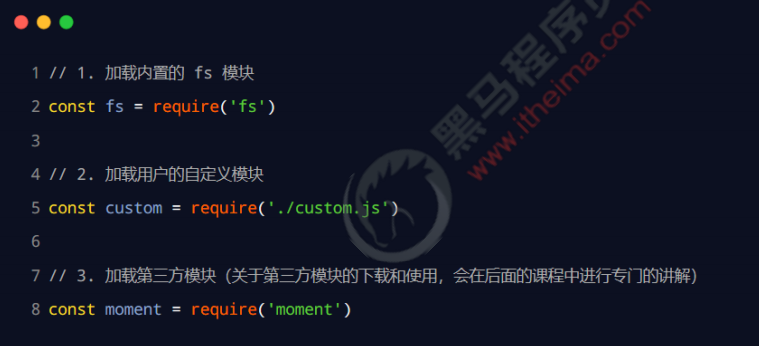 1 // 1. 加载内置的 fs 模块
2 const fs = require('fs')
3
4 // 2. 加载用户的自定义模块
5 const custom = require('./custom.js')
6
7 // 3. 加载第三方模块（关于第三方模块的下载和使用，会在后面的课程中进行专门的讲解）
8 const moment = require('moment')
黑马程序员
www.itheima.com